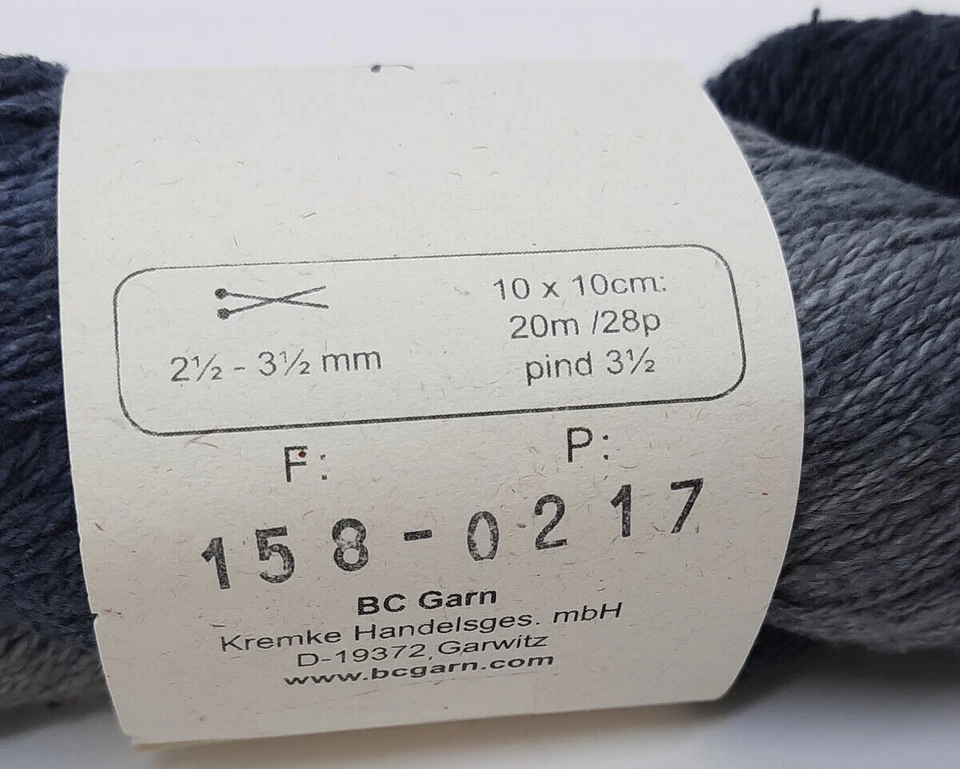 2½ - 3½ mm
10 x 10cm:
20m /28p
pind 3½
F: P:
158-0217
BC Garn
Kremke Handelsges. mbH
D-19372,Garwitz
www.bcgarn.com